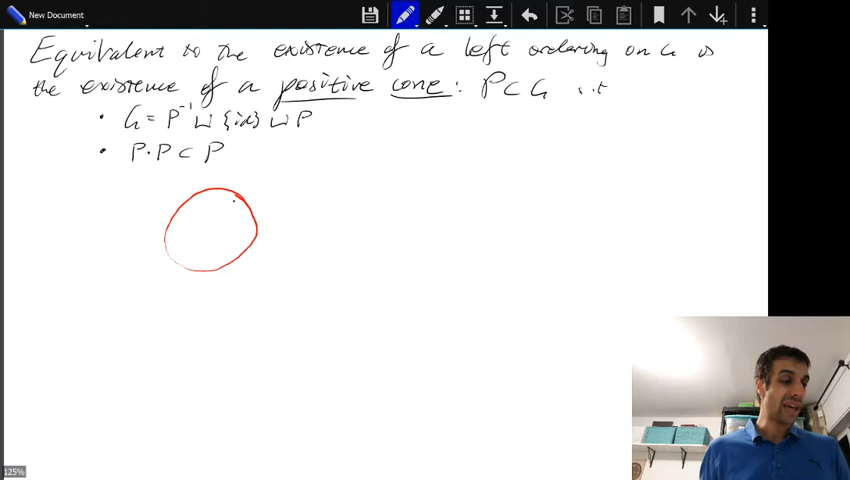 New Document
Equivalent to the existence of a left ordering on G is
the existence of a positive cone : P ⊂ G s.t
• G = P⁻¹ ⊔ {id} ⊔ P
• P·P ⊂ P
125%